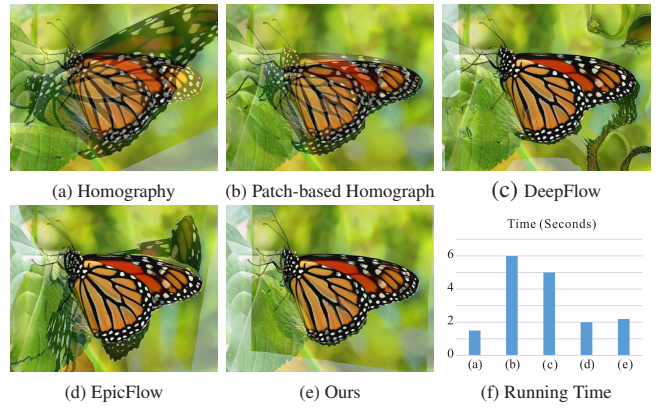 (a) Homography
(b) Patch-based Homograph
(c) DeepFlow
Time (Seconds)
6
4
2
0
(a) (b) (c) (d) (e)
(d) EpicFlow
(e) Ours
(f) Running Time